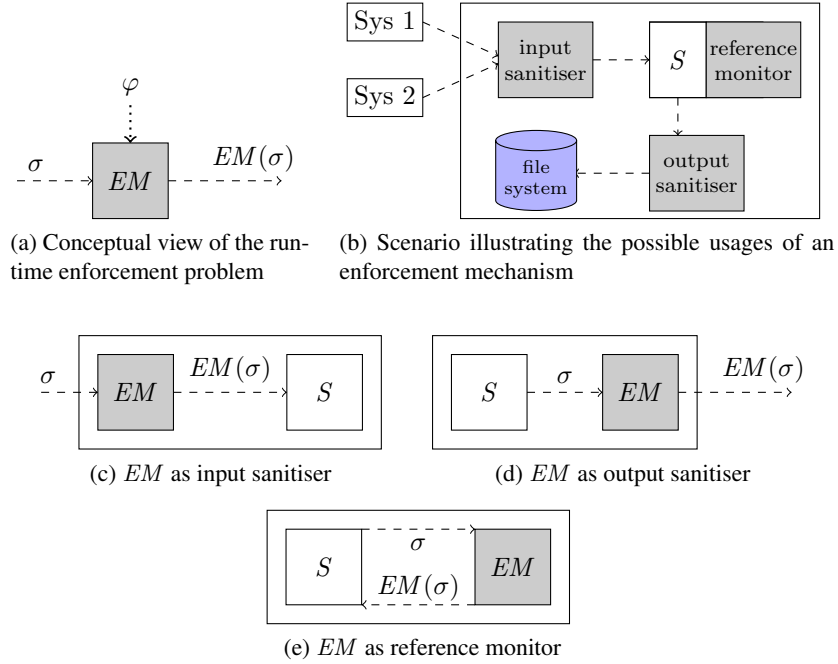 φ
σ
EM
EM(σ)
(a) Conceptual view of the run-
time enforcement problem
Sys 1
Sys 2
input
sanitiser
S
reference
monitor
file
system
output
sanitiser
(b) Scenario illustrating the possible usages of an
enforcement mechanism
σ
EM
EM(σ)
S
(c) EM as input sanitiser
S
σ
EM
EM(σ)
(d) EM as output sanitiser
S
σ
EM(σ)
EM
(e) EM as reference monitor